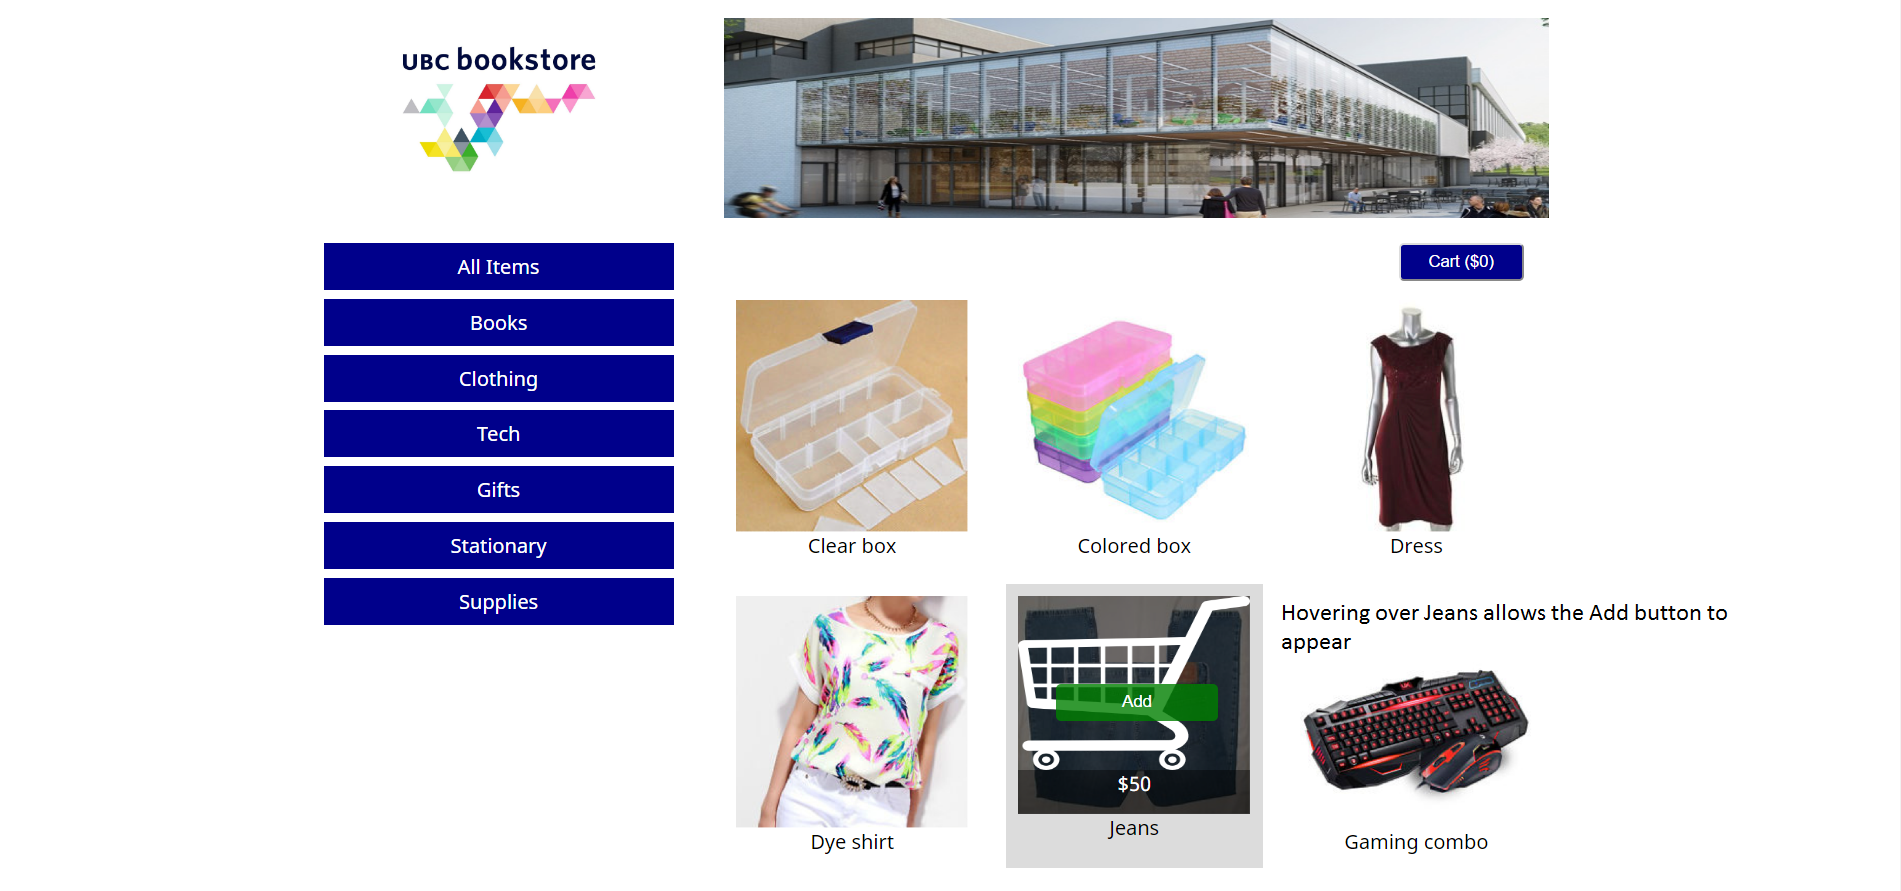 UBC bookstore
All Items
Books
Clothing
Tech
Gifts
Stationary
Supplies
Cart ($0)
Clear box
Colored box
Dress
Dye shirt
Add
$50
Jeans
Hovering over Jeans allows the Add button to
appear
Gaming combo